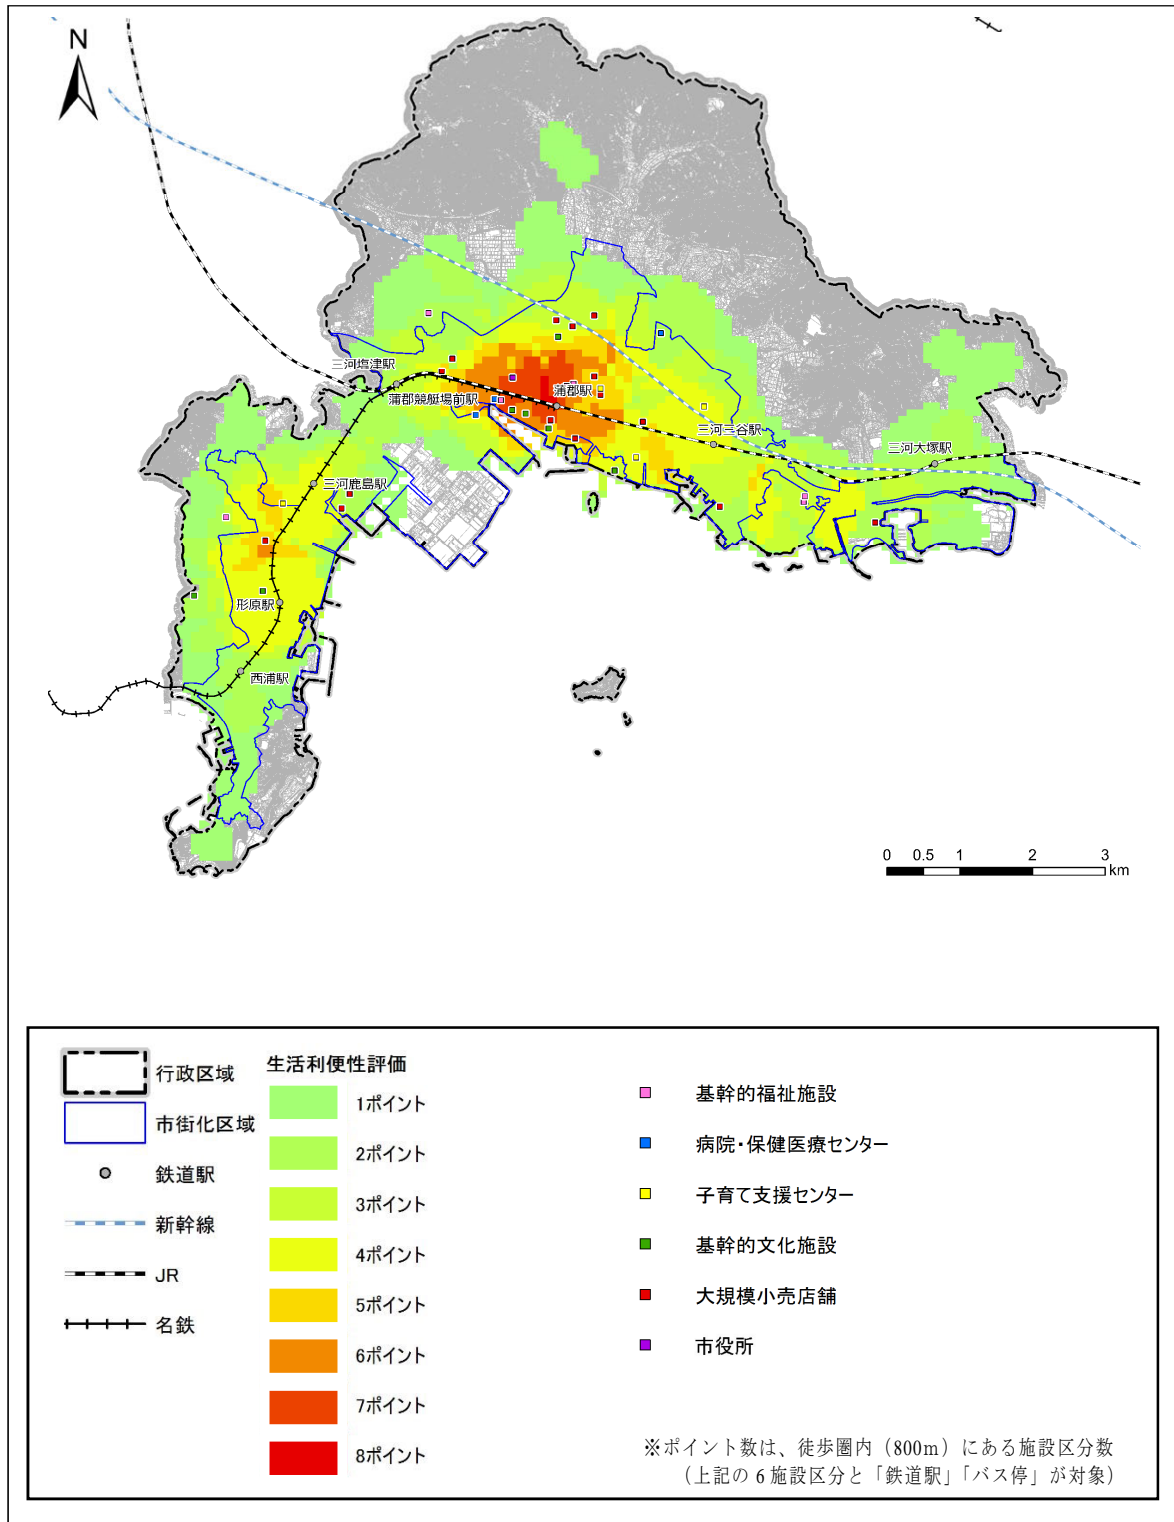 N
三河塩津駅
蒲郡競艇場前駅
蒲郡駅
三河三谷駅
三河大塚駅
三河鹿島駅
形原駅
西浦駅
0 0.5 1 2 3
km
行政区域
市街化区域
鉄道駅
新幹線
JR
名鉄
生活利便性評価
1ポイント
2ポイント
3ポイント
4ポイント
5ポイント
6ポイント
7ポイント
8ポイント
基幹的福祉施設
病院・保健医療センター
子育て支援センター
基幹的文化施設
大規模小売店舗
市役所
※ポイント数は、徒歩圏内（800m）にある施設区分数
（上記の６施設区分と「鉄道駅」「バス停」が対象）